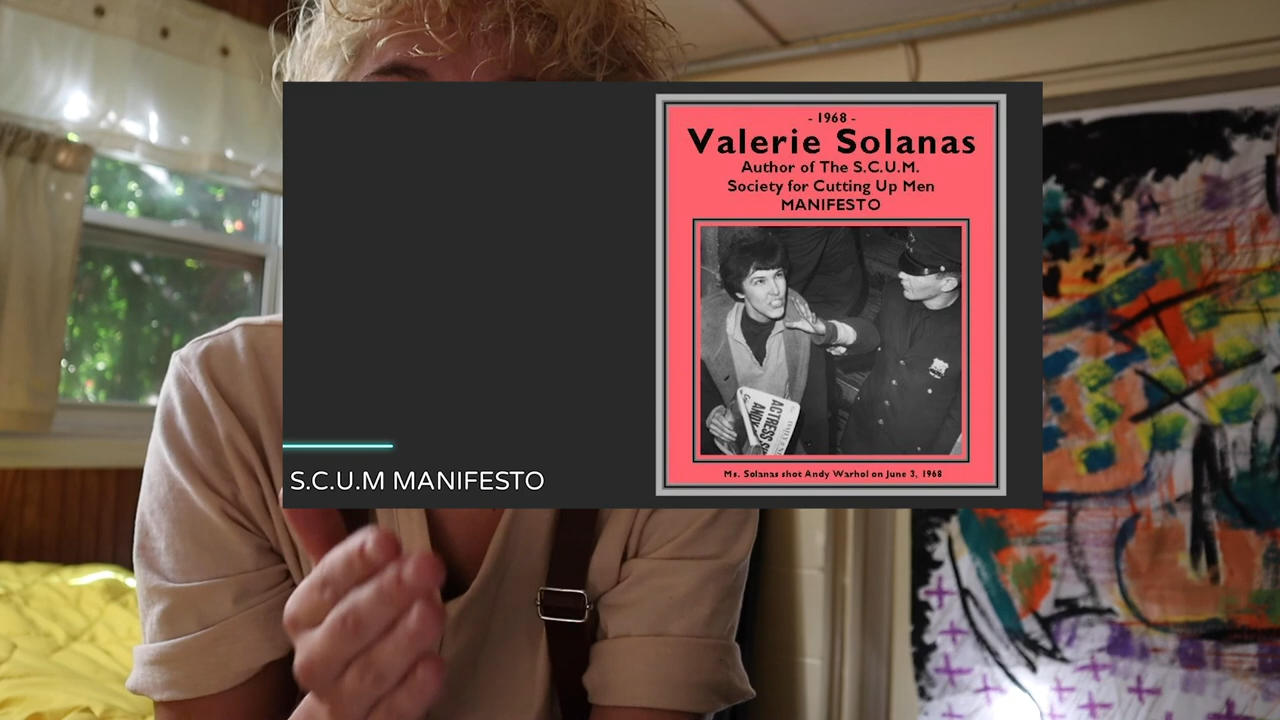 - 1968 -
Valerie Solanas
Author of The S.C.U.M.
Society for Cutting Up Men
MANIFESTO
ACTRESS
ANDY
Ms. Solanas shot Andy Warhol on June 3, 1968
S.C.U.M MANIFESTO